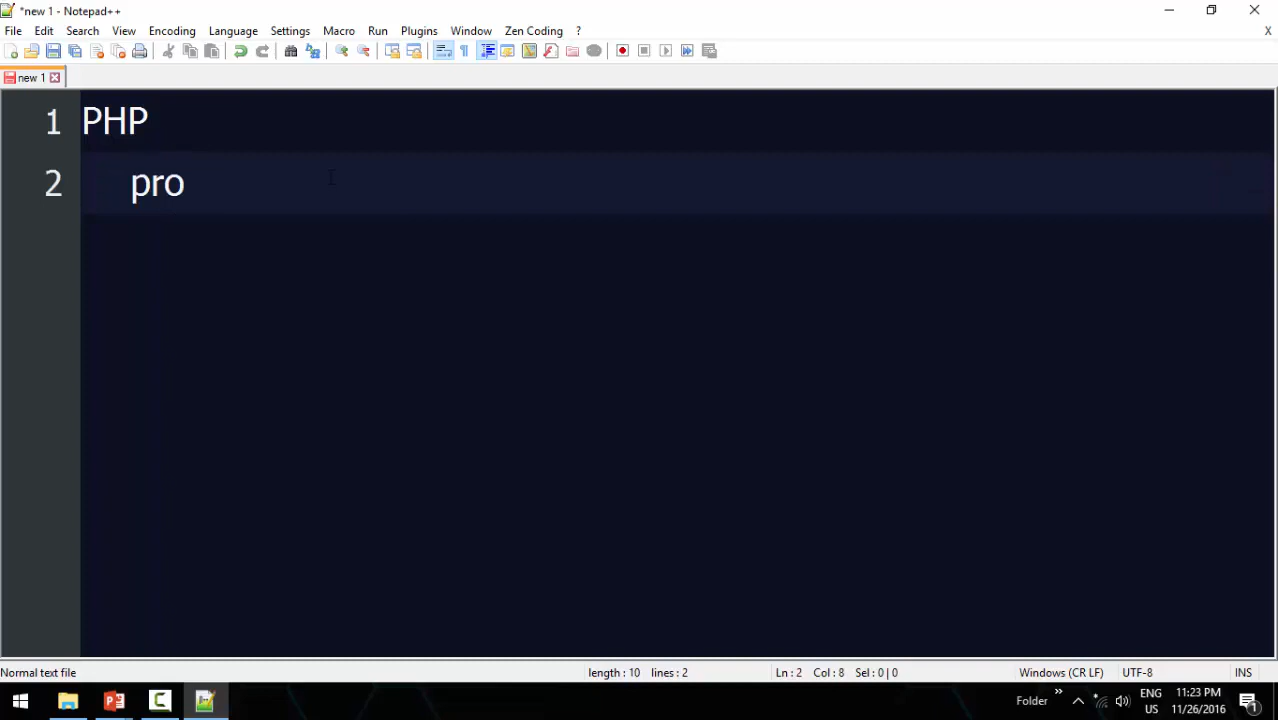 *new 1 - Notepad++
File Edit Search View Encoding Language Settings Macro Run Plugins Window Zen Coding ? X
new 1
1 PHP
2 pro
Normal text file length : 10 lines : 2 Ln : 2 Col : 8 Sel : 0 | 0 Windows (CR LF) UTF-8 INS
Folder » ENG 11:23 PM
US 11/26/2016 1